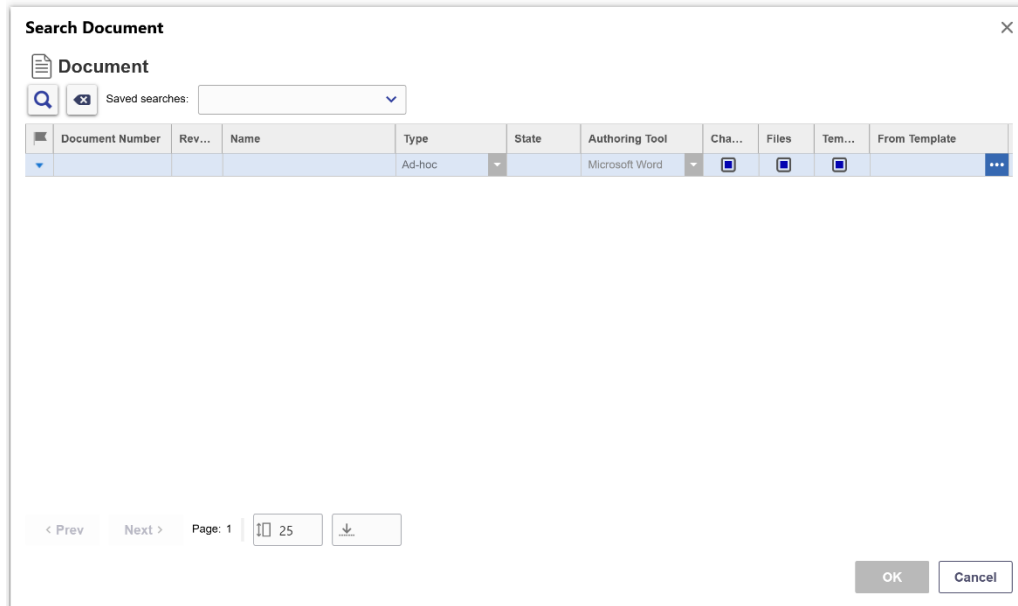 Search Document
Document
Saved searches:
Document Number Rev... Name Type State Authoring Tool Cha... Files Tem... From Template
Ad-hoc Microsoft Word
< Prev Next > Page: 1 25
OK Cancel